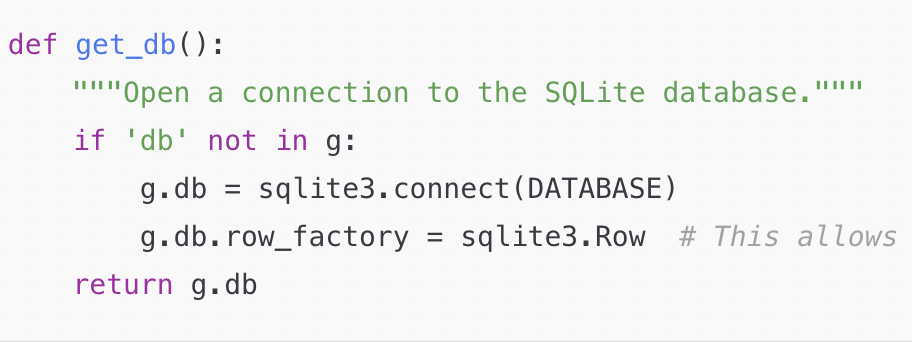 def get_db():
    """Open a connection to the SQLite database."""
    if 'db' not in g:
        g.db = sqlite3.connect(DATABASE)
        g.db.row_factory = sqlite3.Row  # This allows
    return g.db